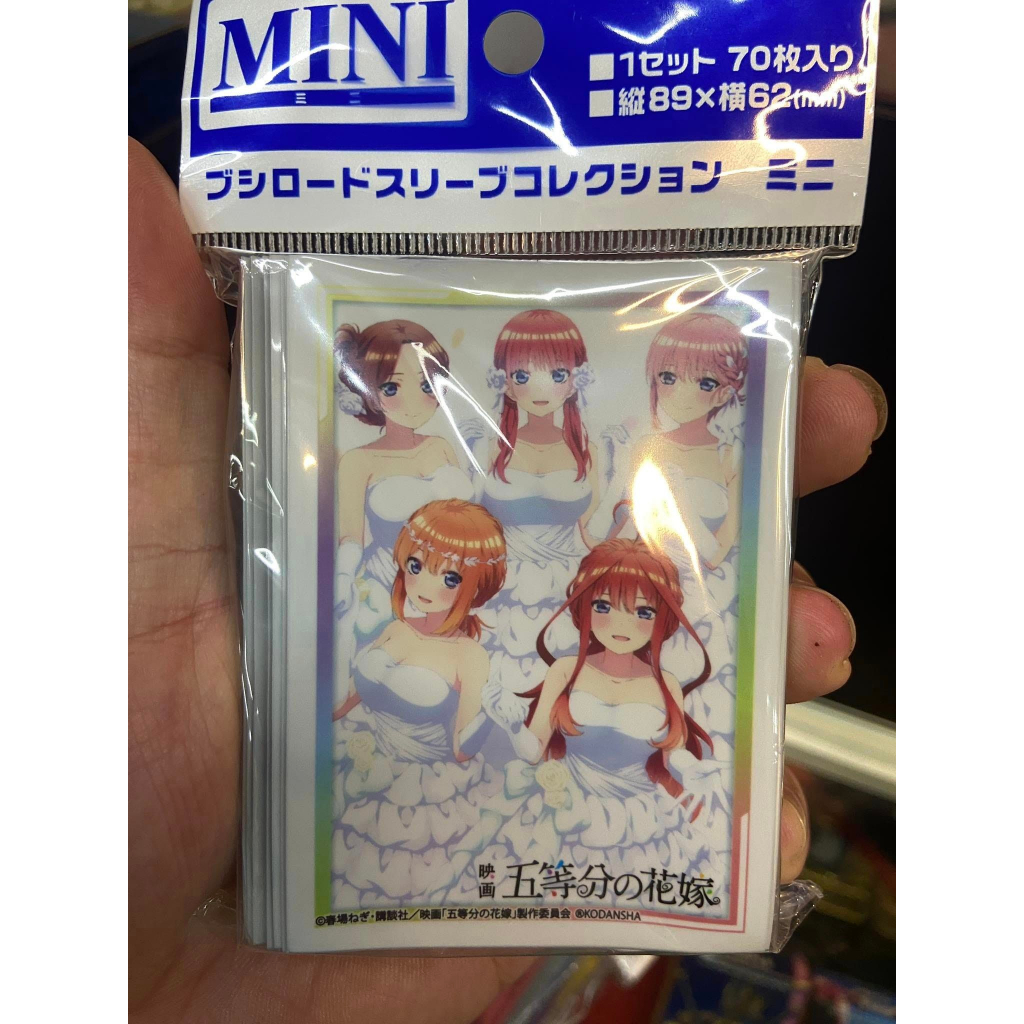 MINI
ミニ
■1セット 70枚入り
■縦89×横62(mm)
ブシロードスリーブコレクション ミニ
映画 五等分の花嫁
©春場ねぎ・講談社／映画「五等分の花嫁」製作委員会 ®KODANSHA